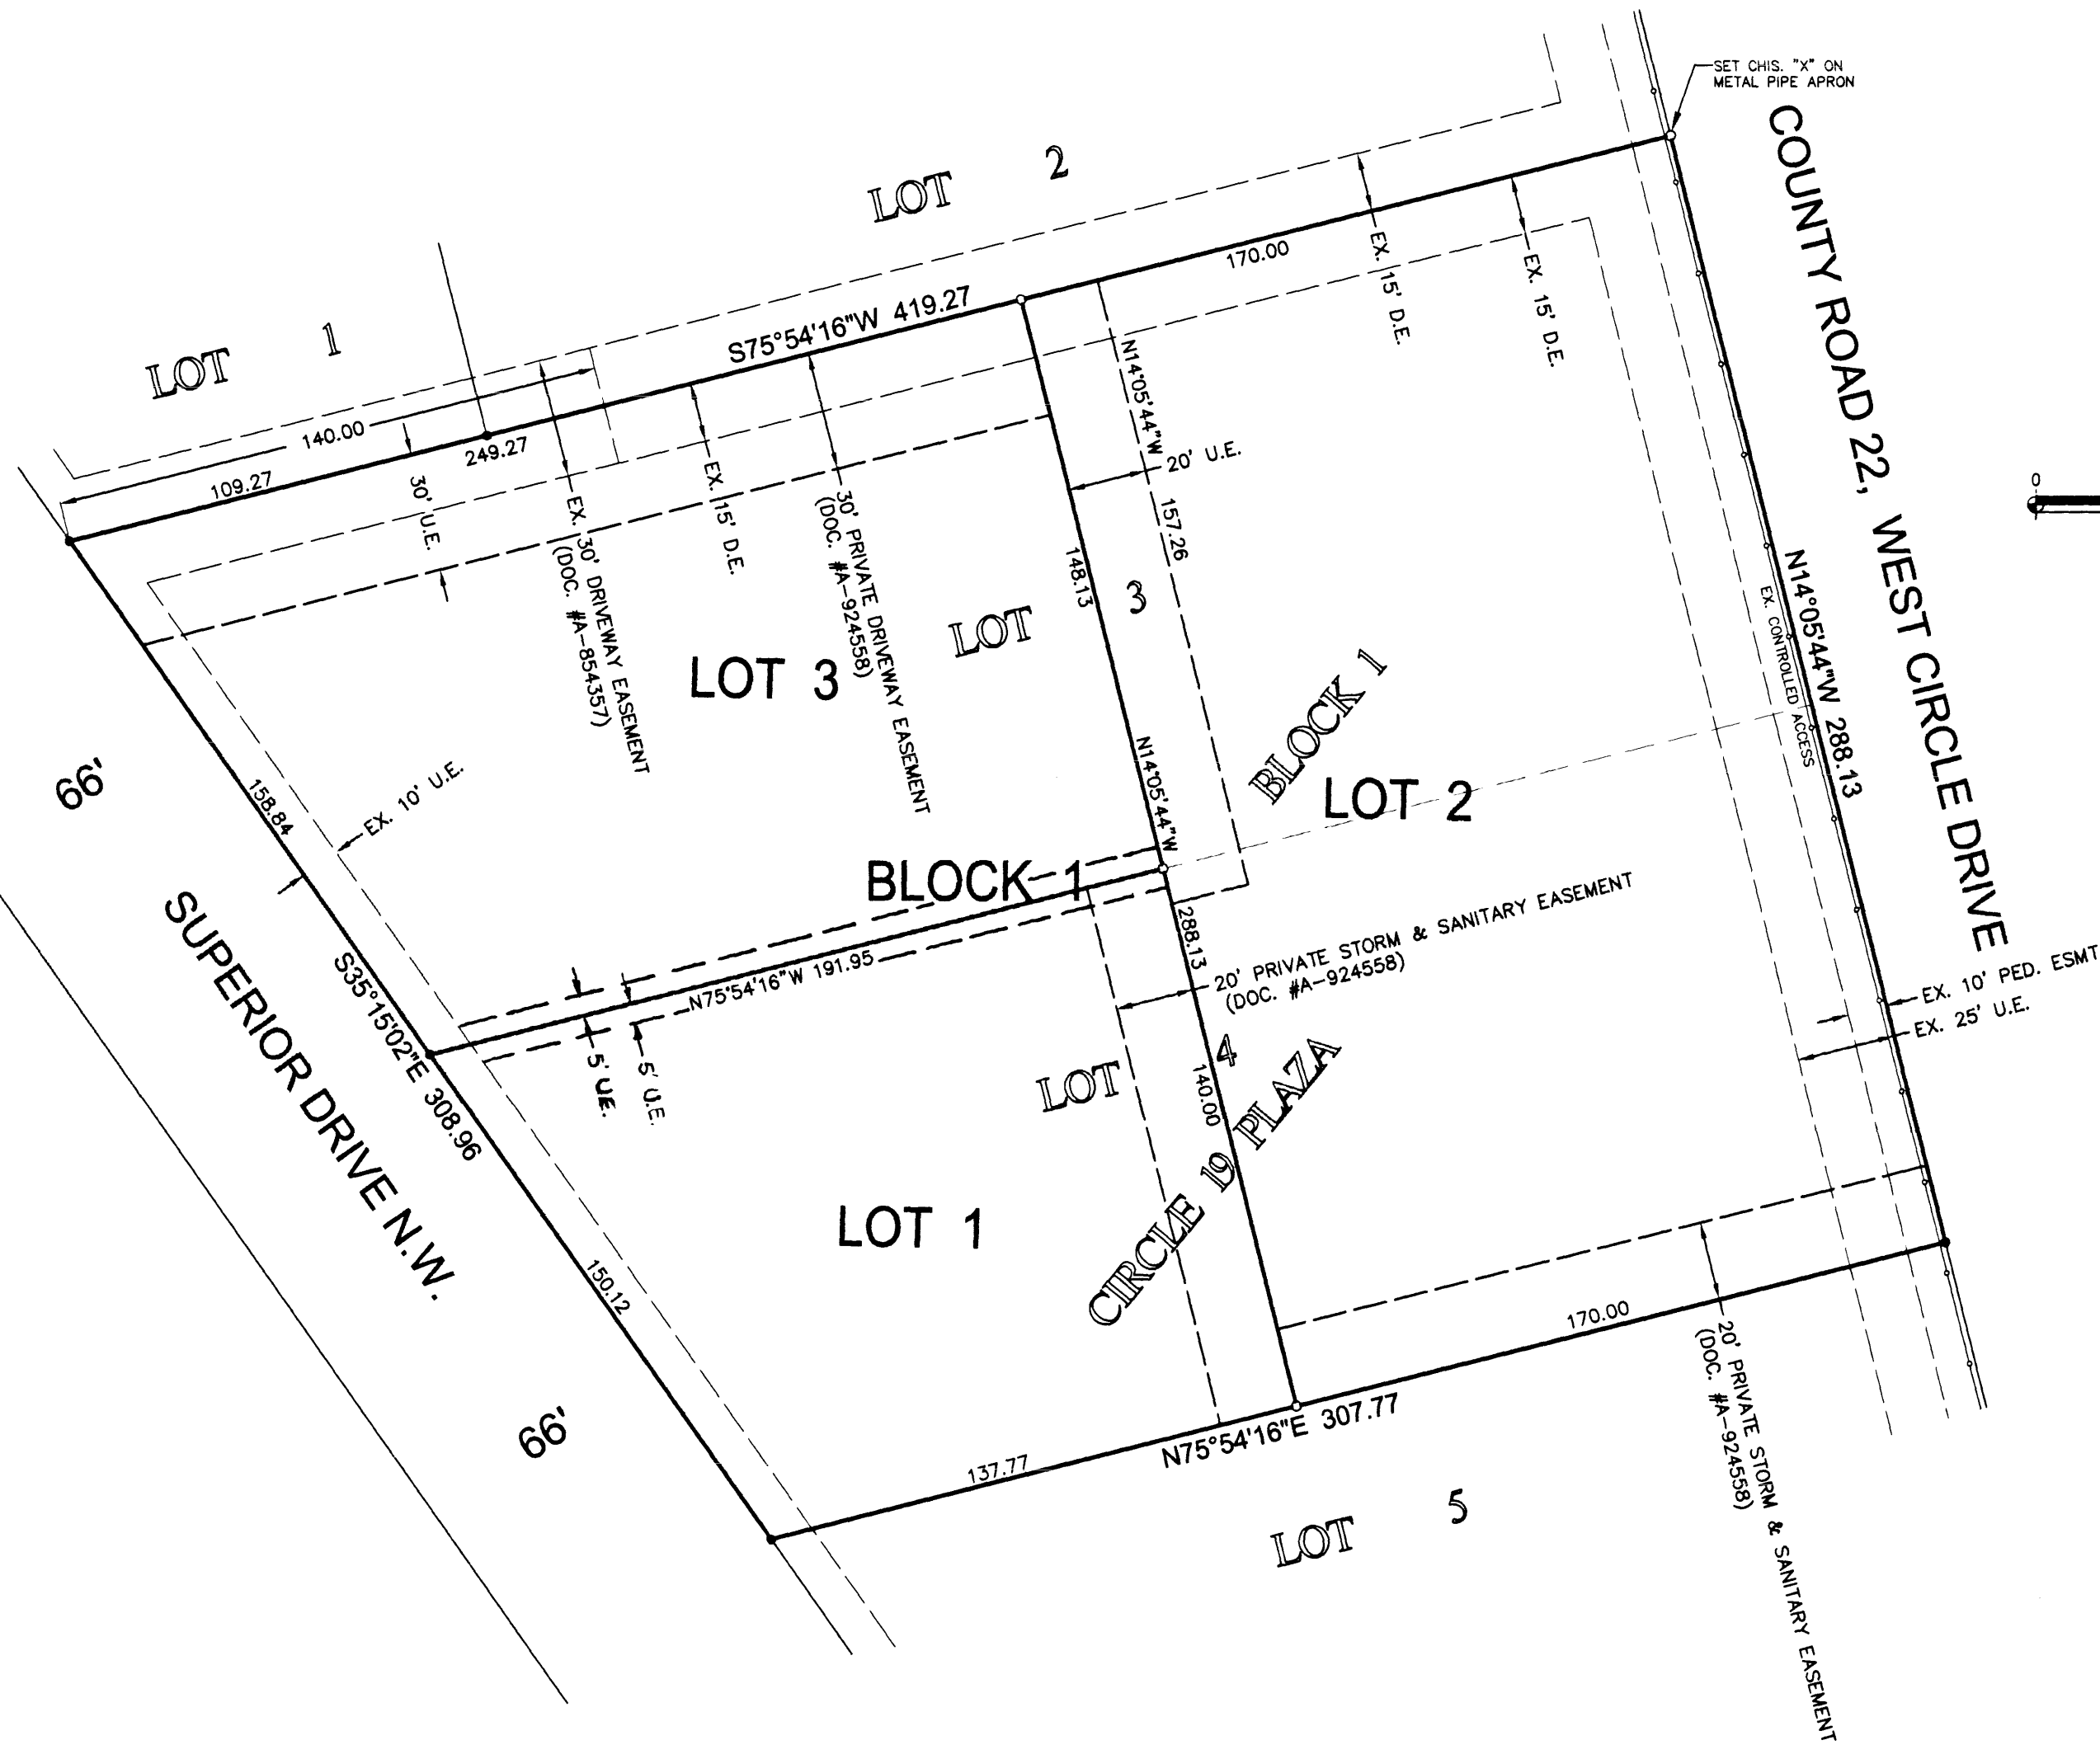 SET CHIS. "X" ON
METAL PIPE APRON
COUNTY ROAD 22, WEST CIRCLE DRIVE
LOT 2
LOT 1
170.00
EX. 15' D.E.
EX. 15' D.E.
S75°54'16"W 419.27
140.00
109.27
249.27
30' U.E.
EX. 30' DRIVEWAY EASEMENT
(DOC. #A-854357)
EX. 15' D.E.
30' PRIVATE DRIVEWAY EASEMENT
(DOC. #A-924558)
N14°05'44"W
157.26
20' U.E.
148.13
LOT 3
LOT 3
0
N14°05'44"W 288.13
EX. CONTROLLED ACCESS
BLOCK 1
LOT 2
66'
158.84
EX. 10' U.E.
N14°05'44"W
BLOCK 1
288.13
20' PRIVATE STORM & SANITARY EASEMENT
(DOC. #A-924558)
N75°54'16"W 191.95
5' U.E.
5' U.E.
SUPERIOR DRIVE N.W.
S35°15'02"E 308.96
EX. 10' PED. ESMT
EX. 25' U.E.
LOT 4
140.00
CIRCLE 19 PLAZA
LOT 1
150.12
66'
170.00
N75°54'16"E 307.77
137.77
LOT 5
20' PRIVATE STORM & SANITARY EASEMENT
(DOC. #A-924558)